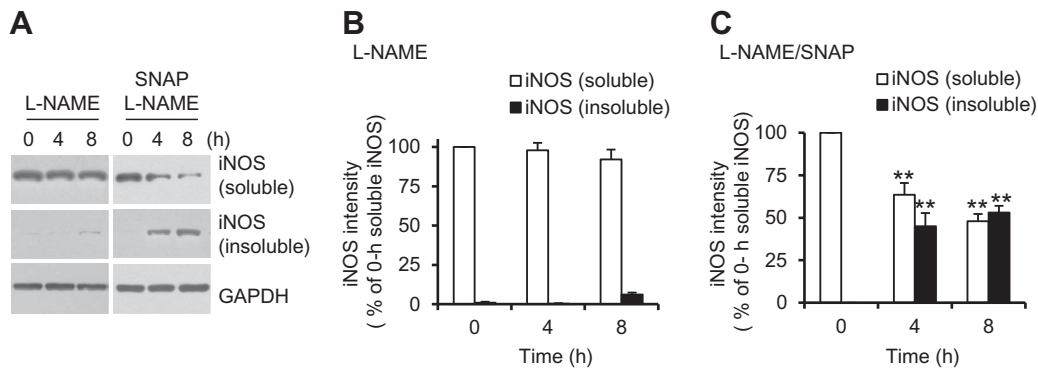 A
SNAP
L-NAME L-NAME
0 4 8 0 4 8 (h)
iNOS
(soluble)
iNOS
(insoluble)
GAPDH
B
L-NAME
iNOS (soluble)
iNOS (insoluble)
iNOS intensity
( % of 0-h soluble iNOS)
100
75
50
25
0
0 4 8
Time (h)
C
L-NAME/SNAP
iNOS (soluble)
iNOS (insoluble)
iNOS intensity
( % of 0- h soluble iNOS)
100
75
50
25
0
** ** ** **
0 4 8
Time (h)